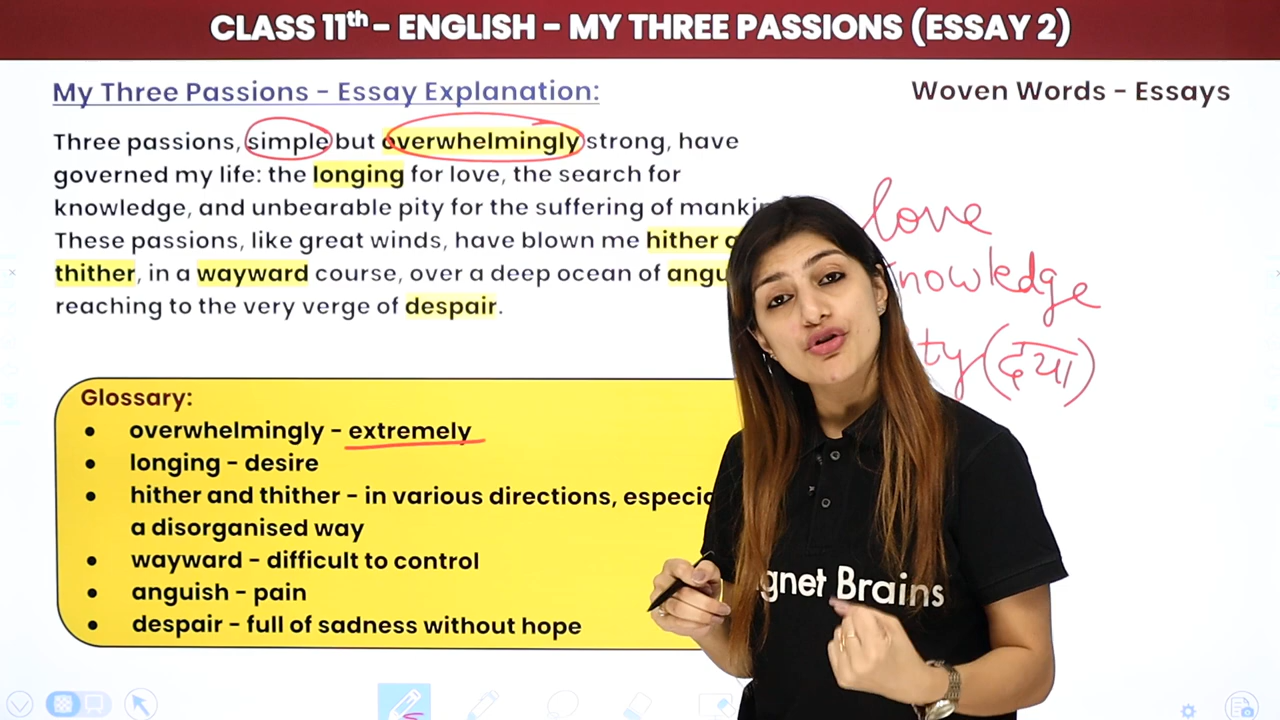 CLASS 11th - ENGLISH - MY THREE PASSIONS (ESSAY 2)
My Three Passions - Essay Explanation:
Woven Words - Essays
Three passions, simple but overwhelmingly strong, have
governed my life: the longing for love, the search for
knowledge, and unbearable pity for the suffering of
These passions, like great winds, have blown me hither
thither, in a wayward course, over a deep ocean of
reaching to the very verge of despair.
love
(दया)
Glossary:
● overwhelmingly - extremely
● longing - desire
● hither and thither - in various directions,
a disorganised way
● wayward - difficult to control
● anguish - pain
● despair - full of sadness without hope
Brains